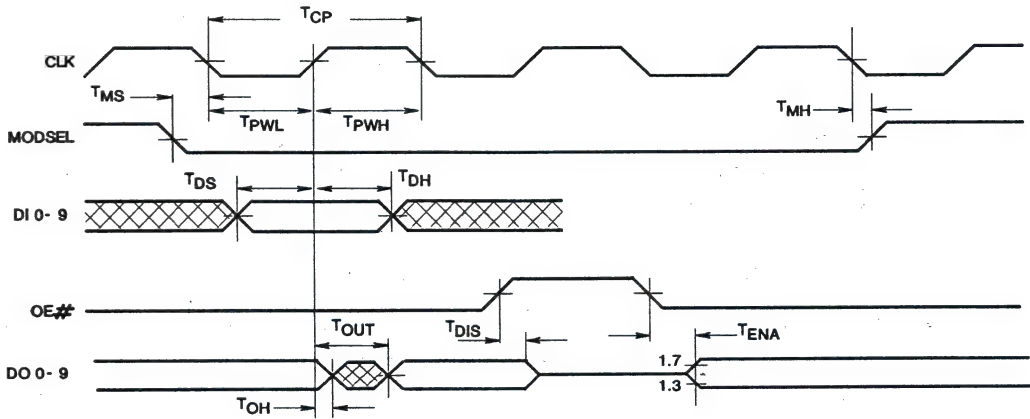 TCP
CLK
TMS
TPWL
TPWH
TMH
MODSEL
TDS
TDH
DI 0- 9
OE#
TOUT
TDIS
TENA
DO 0- 9
1.7
1.3
TOH